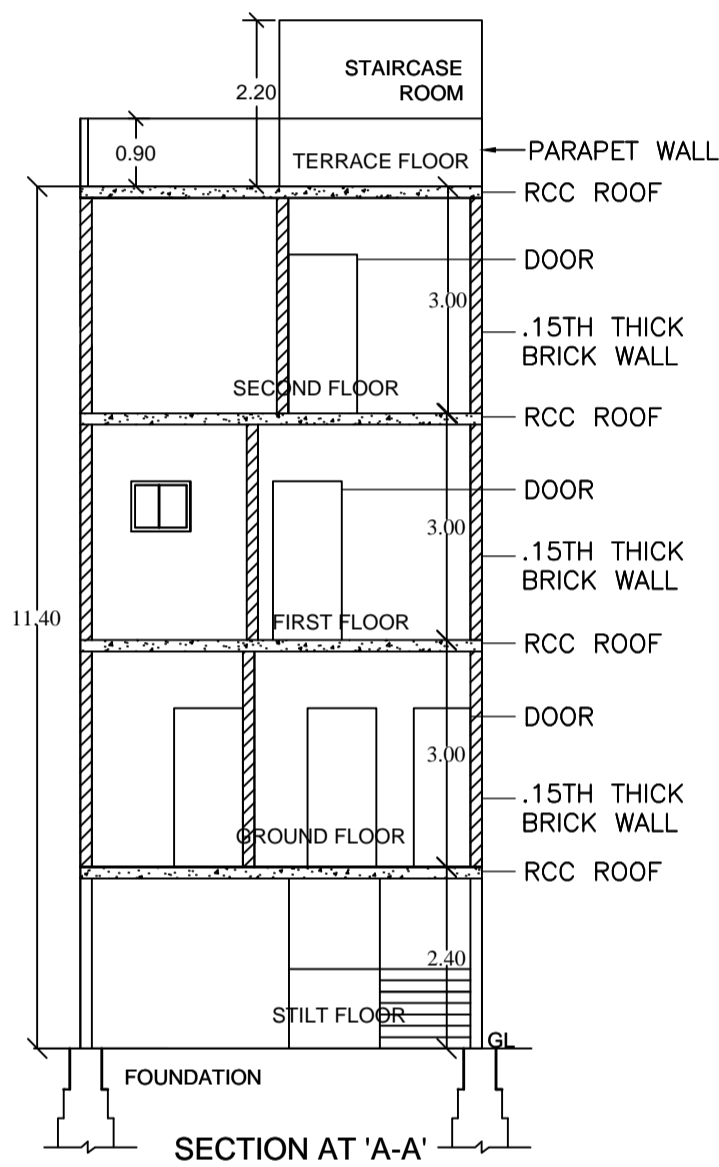 STAIRCASE
ROOM
2.20
0.90
PARAPET WALL
TERRACE FLOOR
RCC ROOF
DOOR
3.00
.15TH THICK
BRICK WALL
SECOND FLOOR
RCC ROOF
DOOR
3.00
.15TH THICK
BRICK WALL
11.40
FIRST FLOOR
RCC ROOF
DOOR
3.00
.15TH THICK
BRICK WALL
GROUND FLOOR
RCC ROOF
2.40
STILT FLOOR
GL
FOUNDATION
SECTION AT 'A-A'